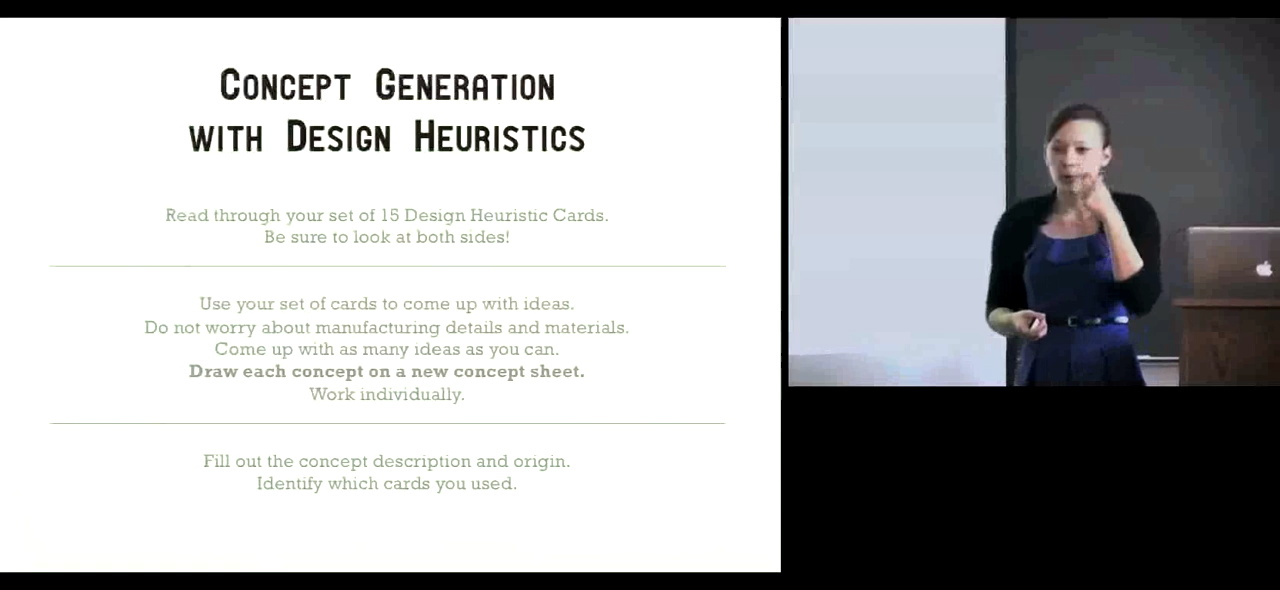 Concept Generation
with Design Heuristics
Read through your set of 15 Design Heuristic Cards.
Be sure to look at both sides!
Use your set of cards to come up with ideas.
Do not worry about manufacturing details and materials.
Come up with as many ideas as you can.
Draw each concept on a new concept sheet.
Work individually.
Fill out the concept description and origin.
Identify which cards you used.